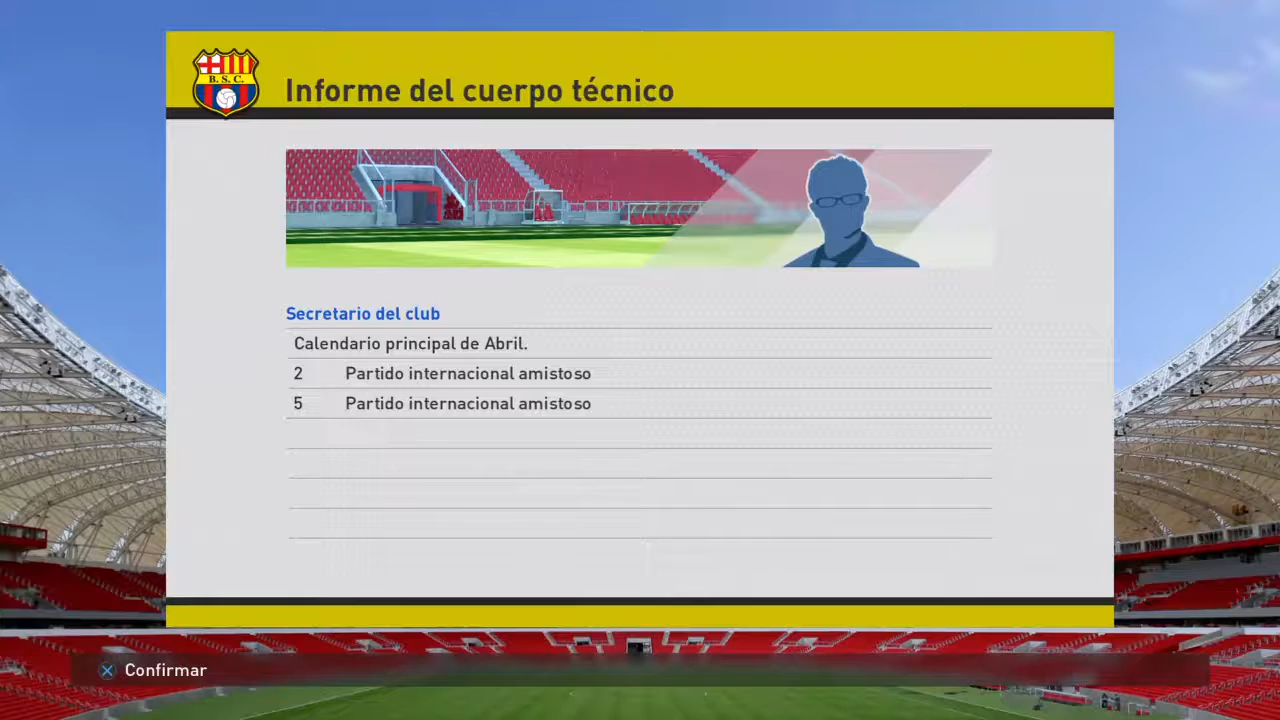 B. S. C.
Informe del cuerpo técnico
Secretario del club
Calendario principal de Abril.
2 Partido internacional amistoso
5 Partido internacional amistoso
Confirmar